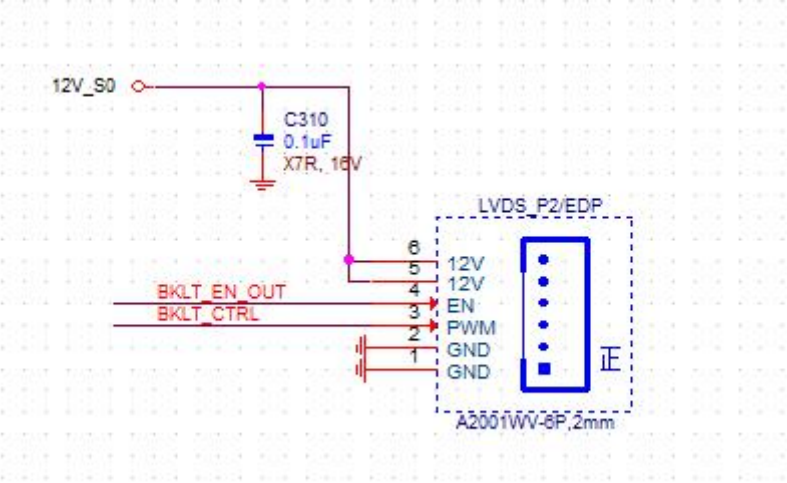 12V_S0
C310
0.1uF
X7R, 16V
LVDS_P2/EDP
6
12V
5
12V
BKLT_EN_OUT
4
EN
BKLT_CTRL
3
PWM
2
GND
1
GND
正
A2001WV-6P,2mm